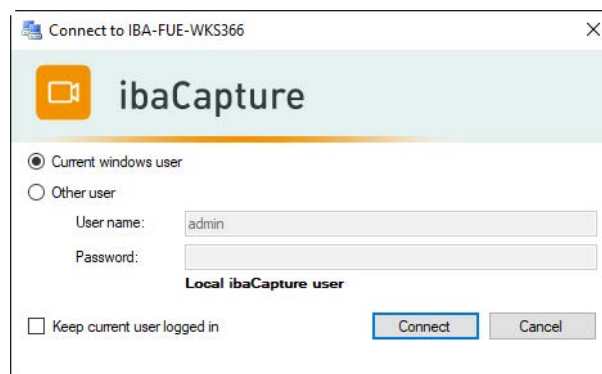 Connect to IBA-FUE-WKS366
ibaCapture
Current windows user
Other user
User name: admin
Password:
Local ibaCapture user
Keep current user logged in Connect Cancel